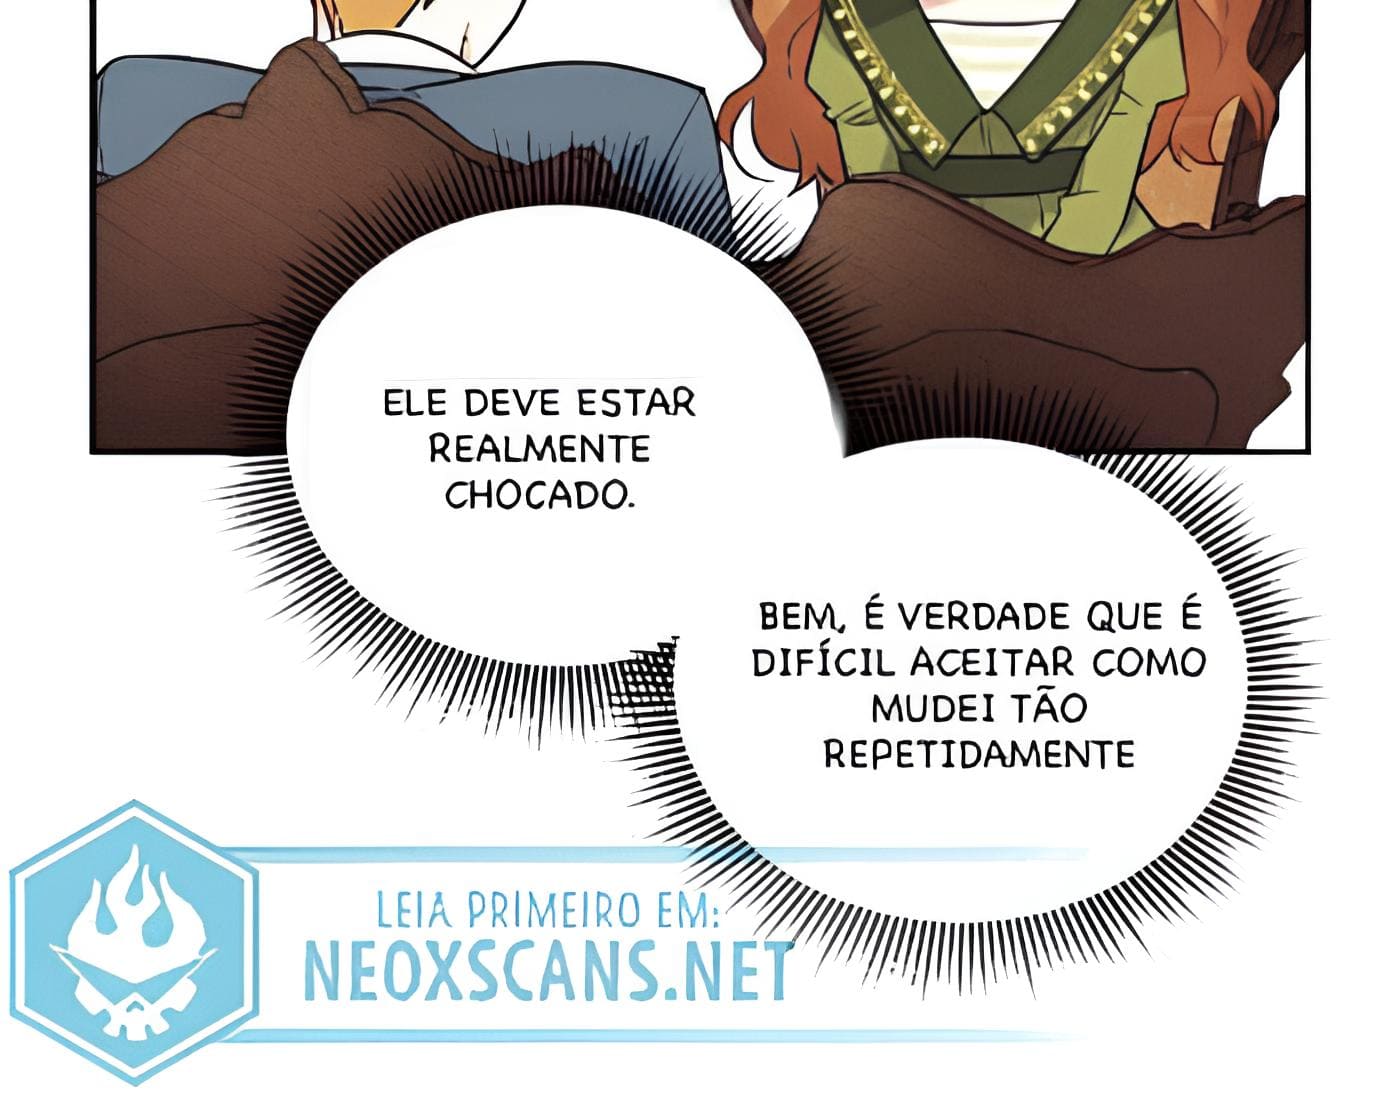 ELE DEVE ESTAR
REALMENTE
CHOCADO.
BEM, É VERDADE QUE É
DIFÍCIL ACEITAR COMO
MUDEI TÃO
REPETIDAMENTE
LEIA PRIMEIRO EM:
NEOXSCANS.NET